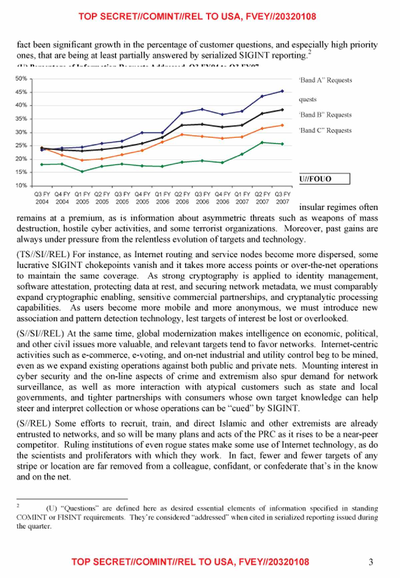 TOP SECRET//COMINT//REL TO USA, FVEY//20320108
fact been significant growth in the percentage of customer questions, and especially high priority
ones, that are being at least partially answered by serialized SIGINT reporting.2
50%
45%
40%
35%
30%
25%
20%
15%
10%
Q3 FY 2004
Q4 FY 2004
Q1 FY 2005
Q2 FY 2005
Q3 FY 2005
Q4 FY 2005
Q1 FY 2006
Q2 FY 2006
Q3 FY 2006
Q4 FY 2006
Q1 FY 2007
Q2 FY 2007
Q3 FY 2007
"Band A" Requests
quests
"Band B" Requests
"Band C" Requests
U//FOUO
insular regimes often
remains at a premium, as is information about asymmetric threats such as weapons of mass
destruction, hostile cyber activities, and some terrorist organizations. Moreover, past gains are
always under pressure from the relentless evolution of targets and technology.
(TS//SI//REL) For instance, as Internet routing and service nodes become more dispersed, some
lucrative SIGINT chokepoints vanish and it takes more access points or over-the-net operations
to maintain the same coverage. As strong cryptography is applied to identity management,
software attestation, protecting data at rest, and securing network metadata, we must comparably
expand cryptographic enabling, sensitive commercial partnerships, and cryptanalytic processing
capabilities. As users become more mobile and more anonymous, we must introduce new
association and pattern detection technology, lest targets of interest be lost or overlooked.
(S//SI//REL) At the same time, global modernization makes intelligence on economic, political,
and other civil issues more valuable, and relevant targets tend to favor networks. Internet-centric
activities such as e-commerce, e-voting, and on-net industrial and utility control beg to be mined,
even as we expand existing operations against both public and private nets. Mounting interest in
cyber security and the on-line aspects of crime and extremism also spur demand for network
surveillance, as well as more interaction with atypical customers such as state and local
governments, and tighter partnerships with consumers whose own target knowledge can help
steer and interpret collection or whose operations can be "cued" by SIGINT.
(S//REL) Some efforts to recruit, train, and direct Islamic and other extremists are already
entrusted to networks, and so will be many plans and acts of the PRC as it rises to be a near-peer
competitor. Ruling institutions of even rogue states make some use of Internet technology, as do
the scientists and proliferators with which they work. In fact, fewer and fewer targets of any
stripe or location are far removed from a colleague, confidant, or confederate that's in the know
and on the net.
2 (U) "Questions" are defined here as desired essential elements of information specified in standing
COMINT or FISINT requirements. They're considered "addressed" when cited in serialized reporting issued during
the quarter.
TOP SECRET//COMINT//REL TO USA, FVEY//20320108
3